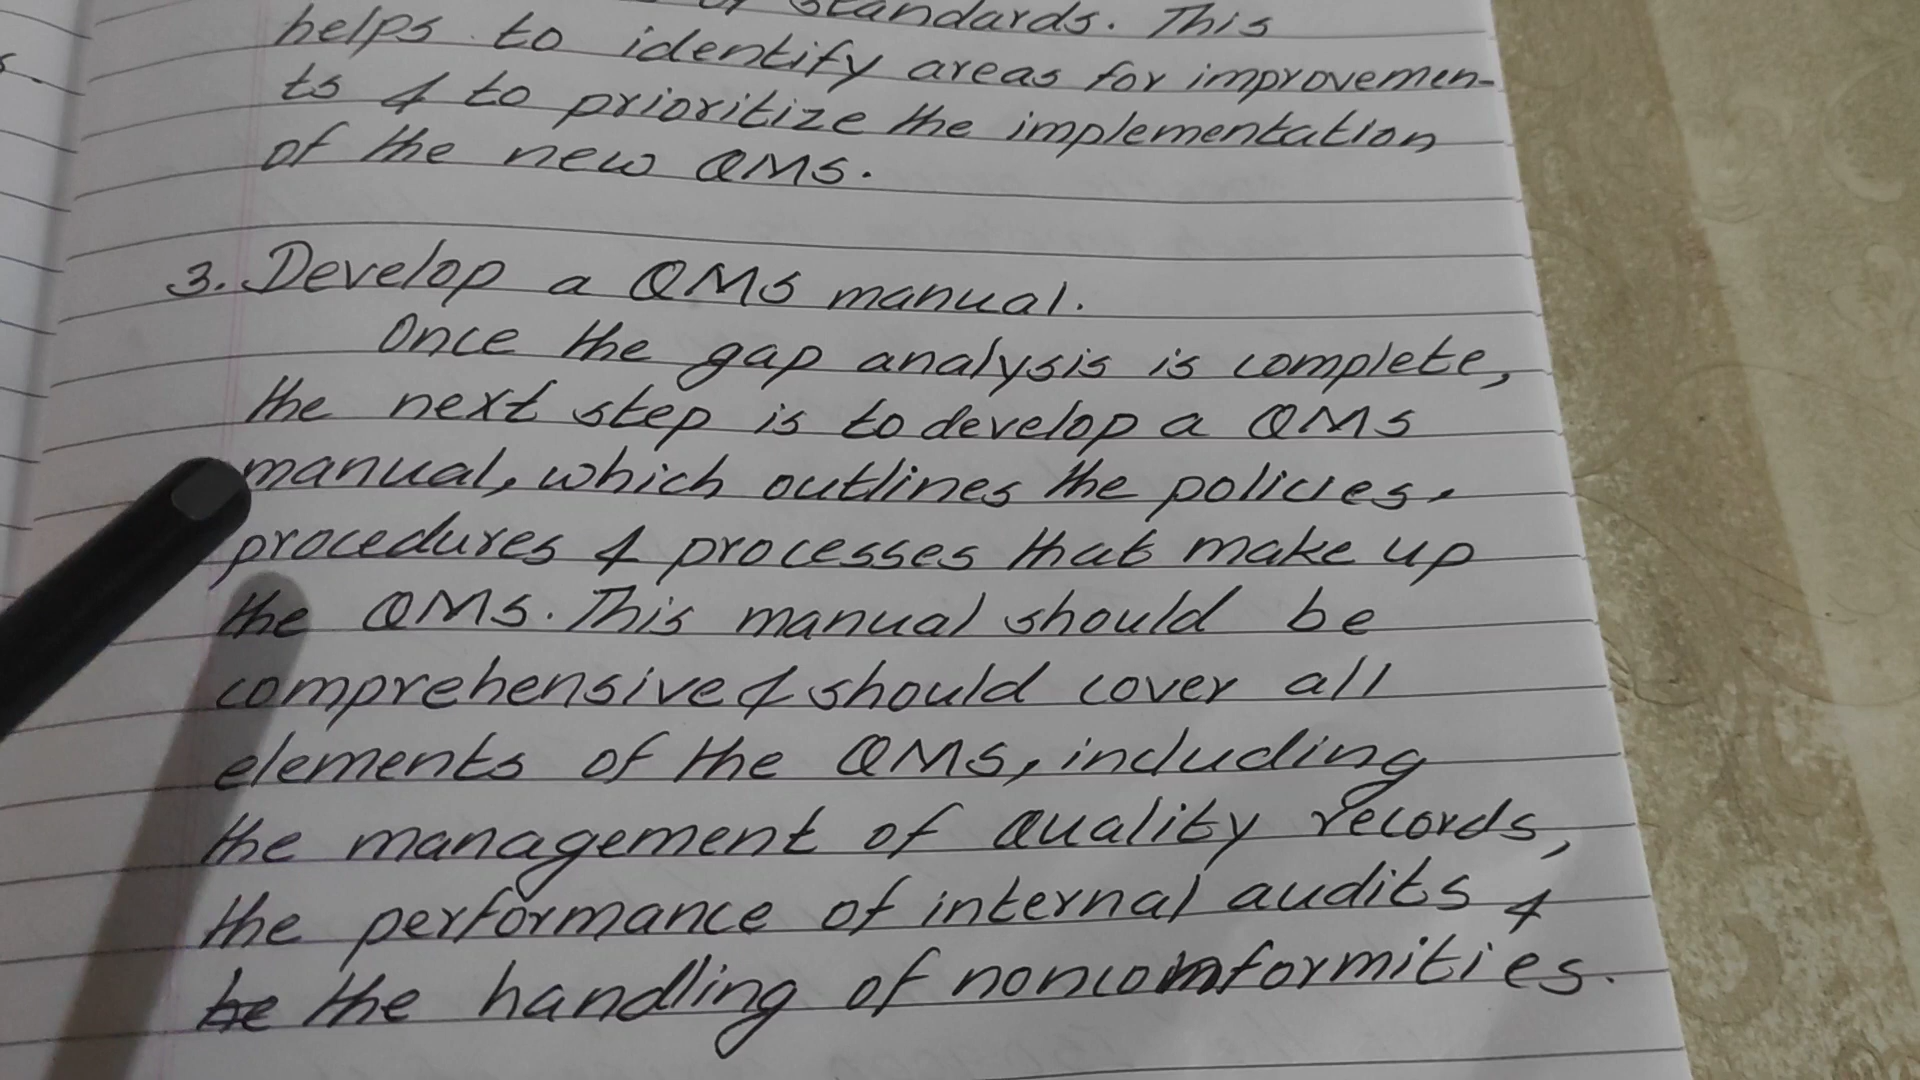 of standards. This
helps to identify areas for improvemen-
ts & to prioritize the implementation
of the new QMS.
3. Develop a QMS manual.
Once the gap analysis is complete,
the next step is to develop a QMS
manual, which outlines the policies,
procedures & processes that make up
the QMS. This manual should be
comprehensive & should cover all
elements of the QMS, including
the management of quality records,
the performance of internal audits &
the handling of nonconformities.